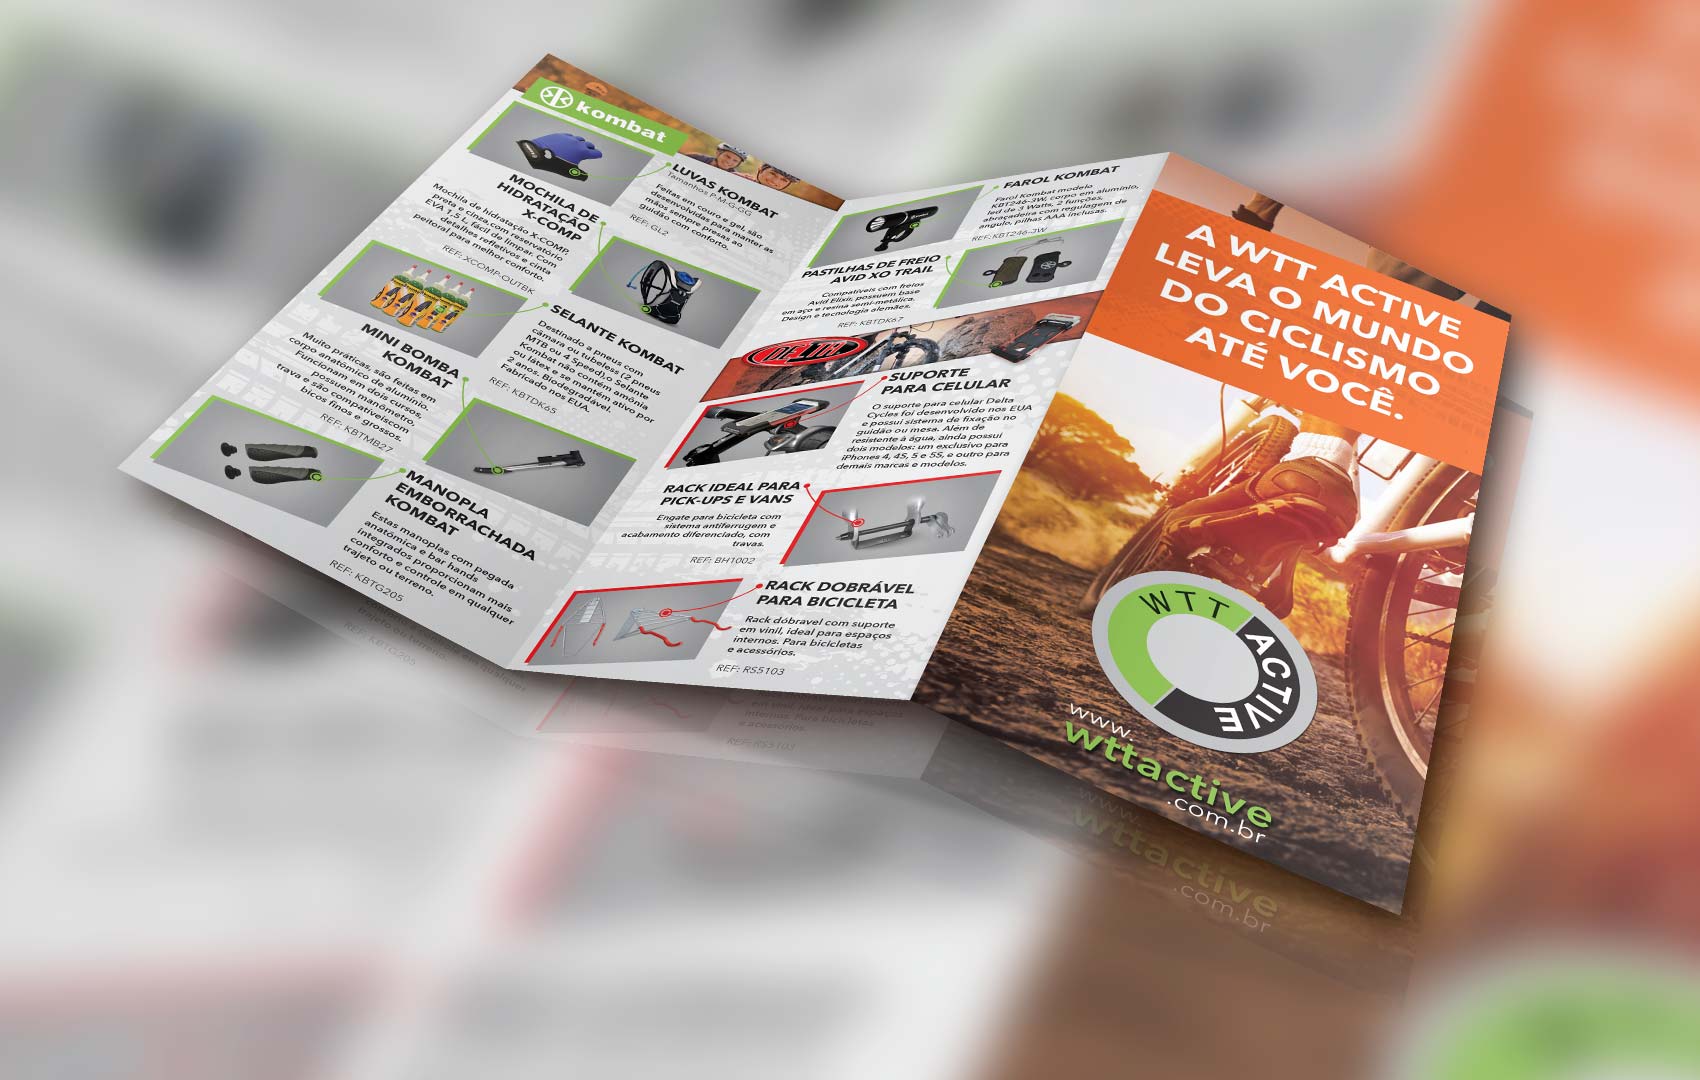 kombat
LUVAS KOMBAT
Tamanhos P-M-G-GG
Feitas em couro e gel, são
desenvolvidas para manter as
mãos sempre presas ao
guidão com conforto.
REF: GL2
MOCHILA DE
HIDRATAÇÃO
X-COMP
Mochila de hidratação X-COMP,
preta e cinza com reservatório
EVA 1,5 L, fácil de limpar. Com
detalhes refletivos e cinta
peitoral para melhor conforto.
REF: XCOMP-OUTBK
SELANTE KOMBAT
Destinado a pneus com
câmara ou tubeless (2 pneus
MTB ou 4 Speed),o Selante
Kombat não contém amônia
ou látex e se mantém ativo por
2 anos. Biodegradável.
Fabricado nos EUA.
REF: KBTDK65
MINI BOMBA
KOMBAT
Muito práticas, são feitas em
corpo anatômico de alumínio.
Funcionam em dois cursos,
possuem manômetro,
trava e são compatíveiscom
bicos finos e grossos.
REF: KBTMB27
MANOPLA
EMBORRACHADA
KOMBAT
Estas manoplas com pegada
anatômica e bar hands
integrados proporcionam mais
conforto e controle em qualquer
trajeto ou terreno.
REF: KBTG205
FAROL KOMBAT
Farol Kombat modelo
KBT246-3W, corpo em alumínio,
led de 3 Watts, 2 funções,
abraçadeira com regulagem de
angulo, pilhas AAA inclusas.
REF: KBT246-3W
PASTILHAS DE FREIO
AVID XO TRAIL
Compatíveis com freios
Avid Elixir, possuem base
em aço e resina semi-metálica.
Design e tecnologia alemães.
REF: KBTDK67
DELTA
SUPORTE
PARA CELULAR
O suporte para celular Delta
Cycles foi desenvolvido nos EUA
e possui sistema de fixação no
guidão ou mesa. Além de
resistente à água, ainda possui
dois modelos: um exclusivo para
iPhones 4, 4S, 5 e 5S, e outro para
demais marcas e modelos.
RACK IDEAL PARA
PICK-UPS E VANS
Engate para bicicleta com
sistema antiferrugem e
acabamento diferenciado, com
travas.
REF: BH1002
RACK DOBRÁVEL
PARA BICICLETA
Rack dóbravel com suporte
em vinil, ideal para espaços
internos. Para bicicletas
e acessórios.
REF: RS5103
A WTT ACTIVE
LEVA O MUNDO
DO CICLISMO
ATÉ VOCÊ.
WTT ACTIVE
www.
wttactive
.com.br